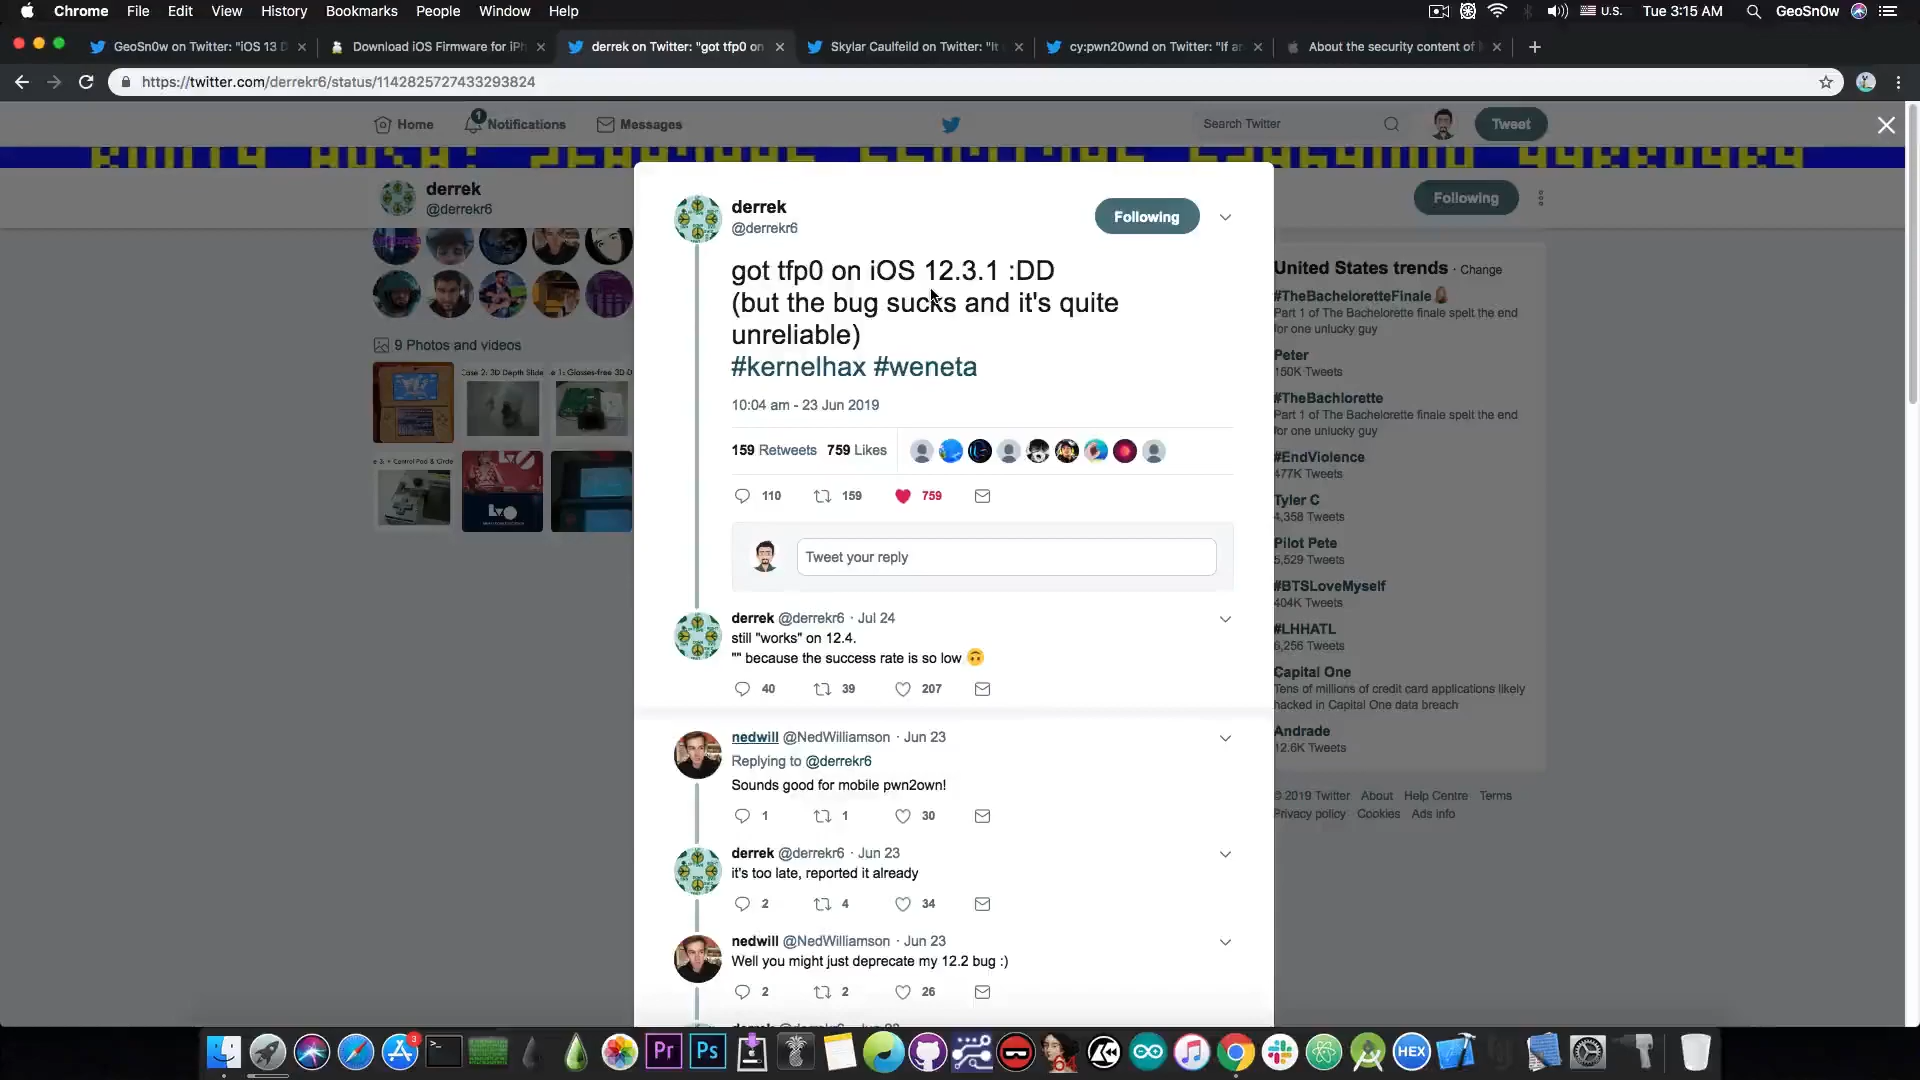 Chrome File Edit View History Bookmarks People Window Help
U.S. Tue 3:15 AM GeoSn0w
GeoSn0w on Twitter: "iOS 13 D
Download iOS Firmware for iPh
derrek on Twitter: "got tfp0 on
Skylar Caulfeild on Twitter: "It
cy:pwn20wnd on Twitter: "If an
About the security content of
https://twitter.com/derrekr6/status/1142825727433293824
Home 1 Notifications Messages
Search Twitter
Tweet
derrek
@derrekr6
Following
9 Photos and videos
Case 2: 3D Depth Slide
derrek
@derrekr6
Following
got tfp0 on iOS 12.3.1 :DD
(but the bug sucks and it's quite
unreliable)
#kernelhax #weneta
10:04 am - 23 Jun 2019
159 Retweets 759 Likes
110 159 759
Tweet your reply
derrek @derrekr6 · Jul 24
still "works" on 12.4.
"" because the success rate is so low 🙃
40 39 207
nedwill @NedWilliamson · Jun 23
Replying to @derrekr6
Sounds good for mobile pwn2own!
1 1 30
derrek @derrekr6 · Jun 23
it's too late, reported it already
2 4 34
nedwill @NedWilliamson · Jun 23
Well you might just deprecate my 12.2 bug :)
2 2 26
United States trends · Change
#TheBacheloretteFinale
Part 1 of The Bachelorette finale spelt the end
for one unlucky guy
Peter
150K Tweets
#TheBachlorette
Part 1 of The Bachelorette finale spelt the end
for one unlucky guy
#EndViolence
477K Tweets
Tyler C
4,358 Tweets
Pilot Pete
5,529 Tweets
#BTSLoveMyself
404K Tweets
#LHHATL
6,256 Tweets
Capital One
Tens of millions of credit card applications likely
hacked in Capital One data breach
Andrade
12.6K Tweets
© 2019 Twitter About Help Centre Terms
Privacy policy Cookies Ads info
3
Pr
Ps
64
HEX